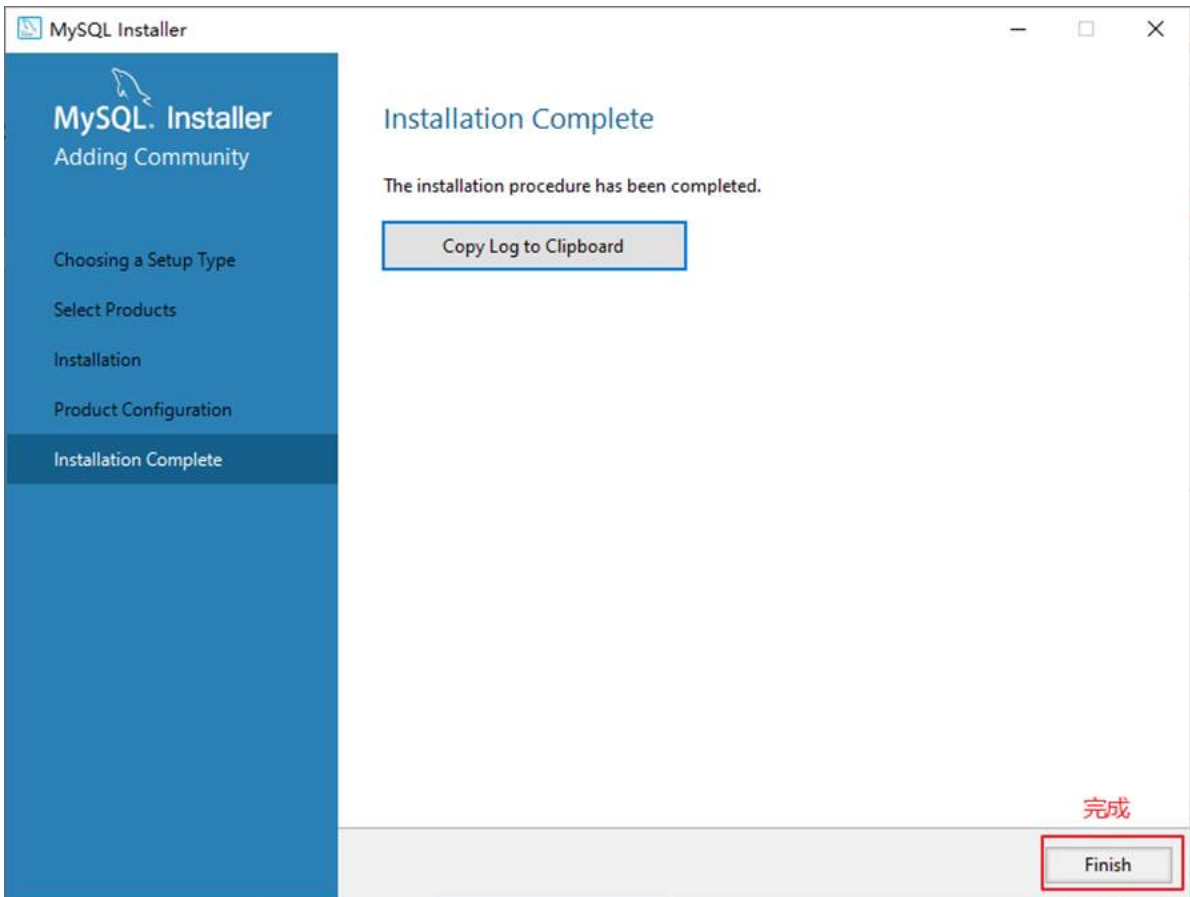 MySQL Installer
MySQL. Installer
Adding Community
Choosing a Setup Type
Select Products
Installation
Product Configuration
Installation Complete
Installation Complete
The installation procedure has been completed.
Copy Log to Clipboard
完成
Finish